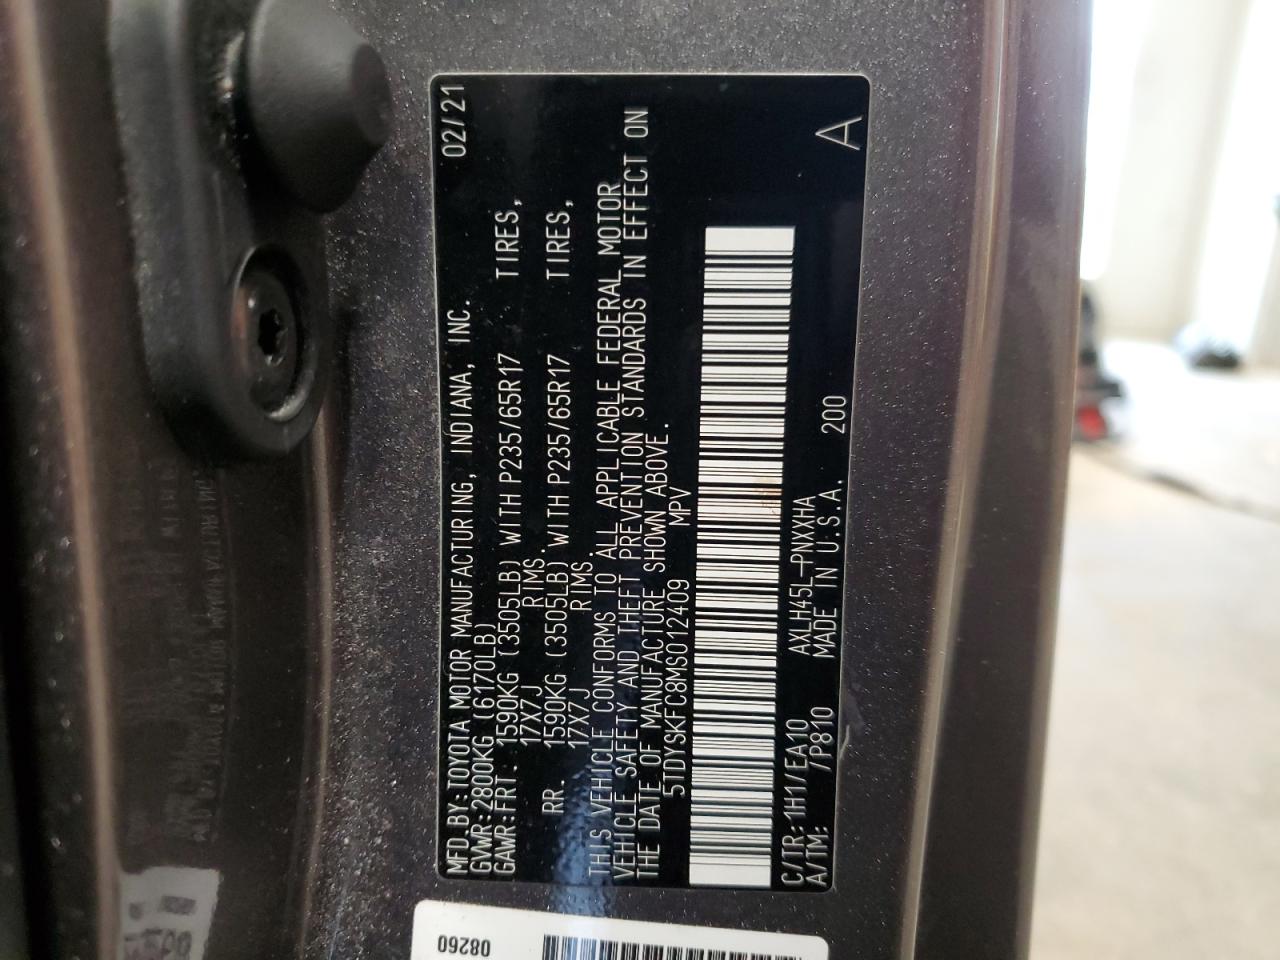 MFD.BY:TOYOTA MOTOR MANUFACTURING, INDIANA, INC. 02/21
GVWR:2800KG (6170LB)
GAWR:FRT. 1590KG (3505LB) WITH P235/65R17 TIRES,
17X7J RIMS.
RR. 1590KG (3505LB) WITH P235/65R17 TIRES,
17X7J RIMS.
THIS VEHICLE CONFORMS TO ALL APPLICABLE FEDERAL MOTOR
VEHICLE SAFETY AND THEFT PREVENTION STANDARDS IN EFFECT ON
THE DATE OF MANUFACTURE SHOWN ABOVE.
5TDYSKFC8MS012409 MPV
C/TR:1H1/EA10 AXLH45L-PNXXHA
A/TM: /P810 MADE IN U.S.A. 200 A
08260